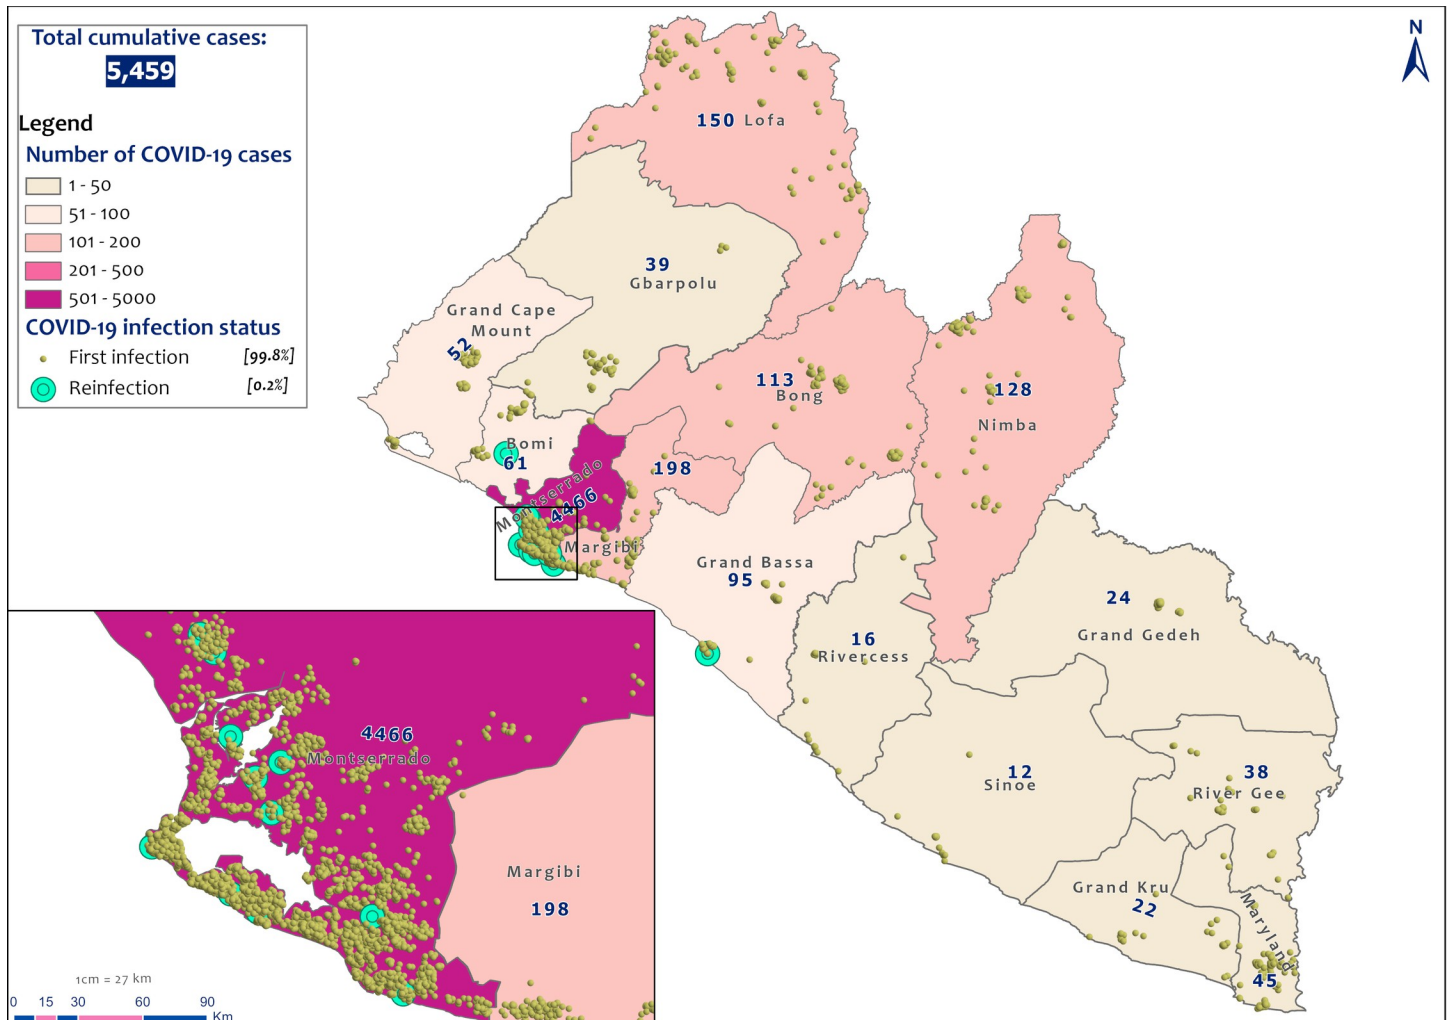 Total cumulative cases:
5,459
Legend
Number of COVID-19 cases
1 - 50
51 - 100
101 - 200
201 - 500
501 - 5000
COVID-19 infection status
First infection [99.8%]
Reinfection [0.2%]
N
150 Lofa
39
Gbarpolu
Grand Cape
Mount
52
113
Bong
128
Nimba
Bomi
61
198
Montserrado
4466
Margibi
Grand Bassa
95
24
Grand Gedeh
16
Rivercess
12
Sinoe
38
River Gee
Grand Kru
22
Maryland
45
4466
Montserrado
Margibi
198
1cm = 27 km
0 15 30 60 90
Km